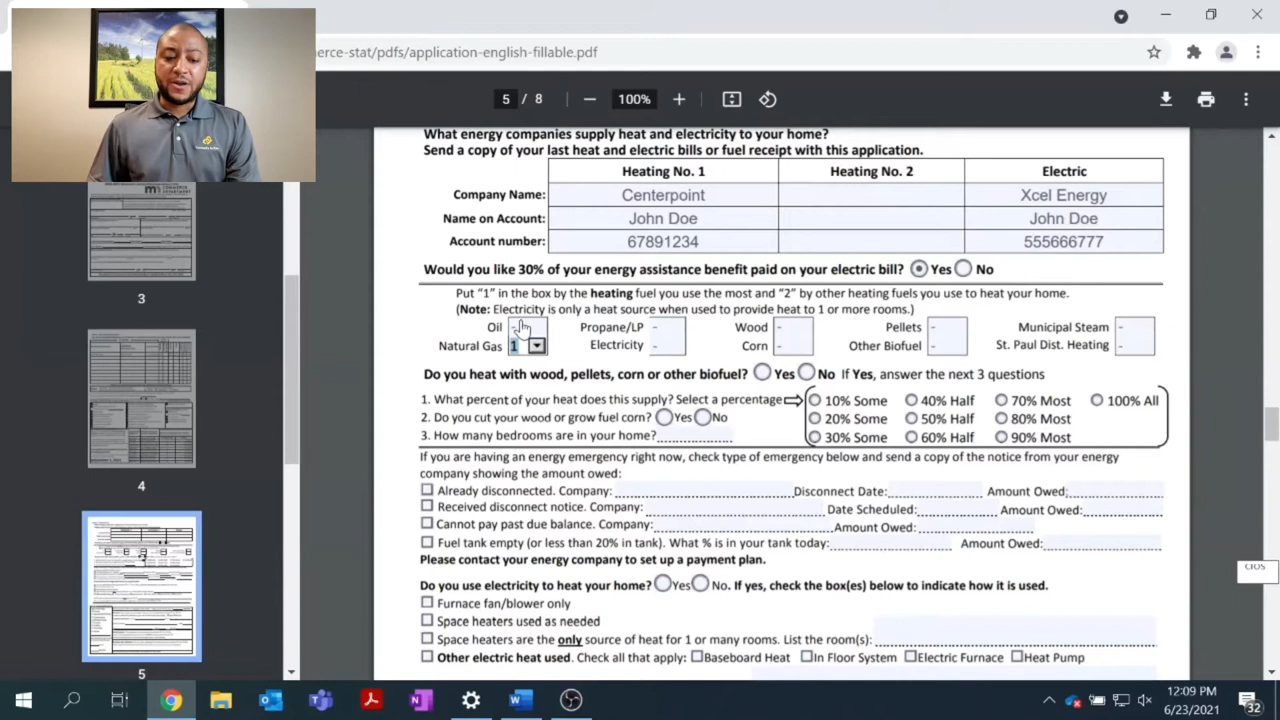 erce-stat/pdfs/application-english-fillable.pdf
5 / 8 100%
What energy companies supply heat and electricity to your home?
Send a copy of your last heat and electric bills or fuel receipt with this application.
Heating No. 1 Heating No. 2 Electric
Company Name: Centerpoint Xcel Energy
Name on Account: John Doe John Doe
Account number: 67891234 555666777
Would you like 30% of your energy assistance benefit paid on your electric bill? Yes No
Put “1” in the box by the heating fuel you use the most and “2” by other heating fuels you use to heat your home.
(Note: Electricity is only a heat source when used to provide heat to 1 or more rooms.)
Oil - Propane/LP - Wood - Pellets - Municipal Steam -
Natural Gas 1 Electricity - Corn - Other Biofuel - St. Paul Dist. Heating -
Do you heat with wood, pellets, corn or other biofuel? Yes No If Yes, answer the next 3 questions
1. What percent of your heat does this supply? Select a percentage 10% Some 40% Half 70% Most 100% All
2. Do you cut your wood or grow fuel corn? Yes No 20% Some 50% Half 80% Most
3. How many bedrooms are in your home? 30% Some 60% Half 90% Most
If you are having an energy emergency right now, check type of emergency below and send a copy of the notice from your energy
company showing the amount owed:
Already disconnected. Company: Disconnect Date: Amount Owed:
Received disconnect notice. Company: Date Scheduled: Amount Owed:
Cannot pay past due balance. Company: Amount Owed:
Fuel tank empty (or less than 20% in tank). What % is in your tank today: Amount Owed:
Please contact your energy company to set up a payment plan.
Do you use electricity to heat your home? Yes No. If yes, check box(es) below to indicate how it is used.
Furnace fan/blower only
Space heaters used as needed
Space heaters are the only source of heat for 1 or many rooms. List the room(s):
Other electric heat used. Check all that apply: Baseboard Heat In Floor System Electric Furnace Heat Pump
3
4
5
12:09 PM
6/23/2021
32